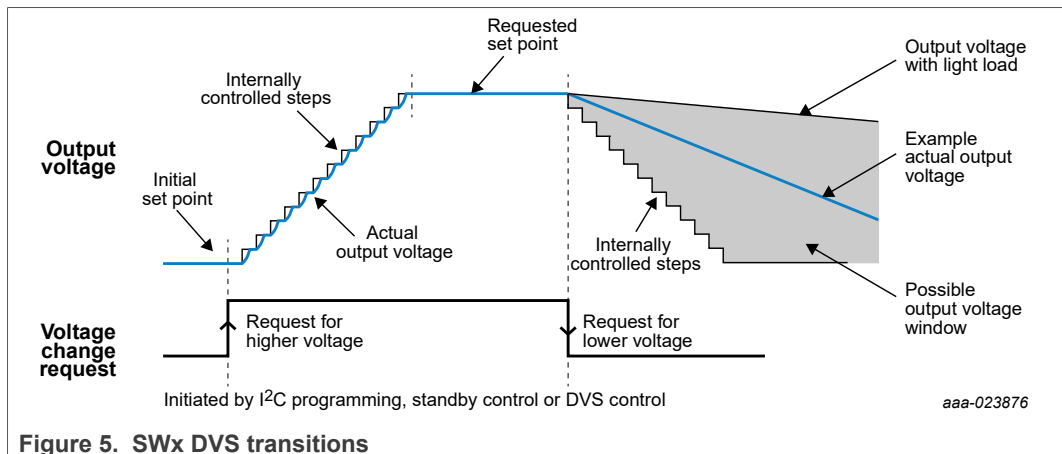 Requested
set point
Output voltage
with light load
Internally
controlled steps
Output
voltage
Example
actual output
voltage
Initial
set point
Actual
output voltage
Internally
controlled steps
Possible
output voltage
window
Voltage
change
request
Request for
higher voltage
Request for
lower voltage
Initiated by I²C programming, standby control or DVS control
aaa-023876
Figure 5. SWx DVS transitions